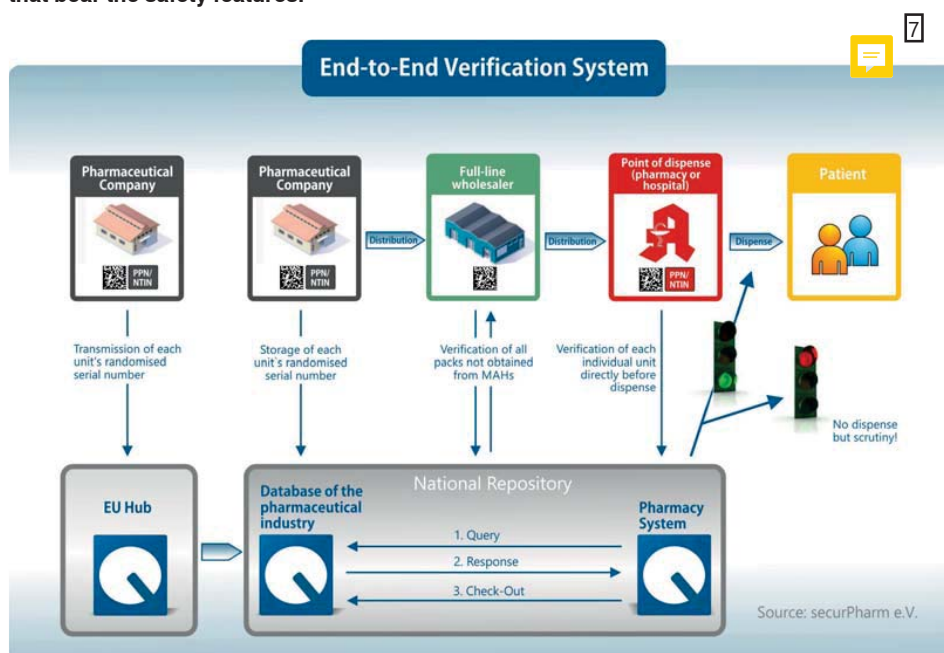 that bear the safety features.
7
End-to-End Verification System
Pharmaceutical
Company
PPN/
NTIN
Pharmaceutical
Company
PPN/
NTIN
Distribution
Full-line
wholesaler
Distribution
Point of dispense
(pharmacy or
hospital)
PPN/
NTIN
Dispense
Patient
Transmission of each
unit's randomised
serial number
Storage of each
unit`s randomised
serial number
Verification of all
packs not obtained
from MAHs
Verification of each
individual unit
directly before
dispense
No dispense
but scrutiny!
EU Hub
National Repository
Database of the
pharmaceutical
industry
Pharmacy
System
1. Query
2. Response
3. Check-Out
Source: securPharm e.V.